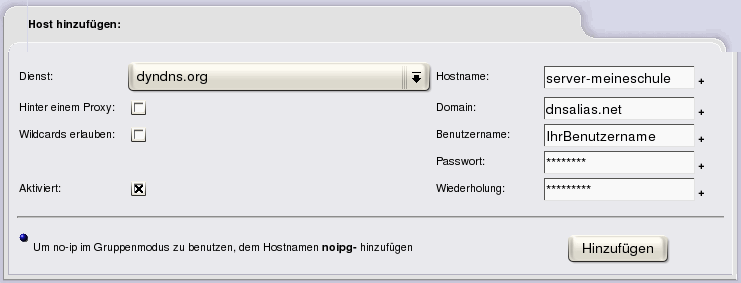 Host hinzufügen:
Dienst: dyndns.org Hostname: server-meineschule +
Hinter einem Proxy: Domain: dnsalias.net +
Wildcards erlauben: Benutzername: IhrBenutzername +
Passwort: ******** +
Aktiviert: Wiederholung: ********* +
Um no-ip im Gruppenmodus zu benutzen, dem Hostnamen noipg- hinzufügen Hinzufügen